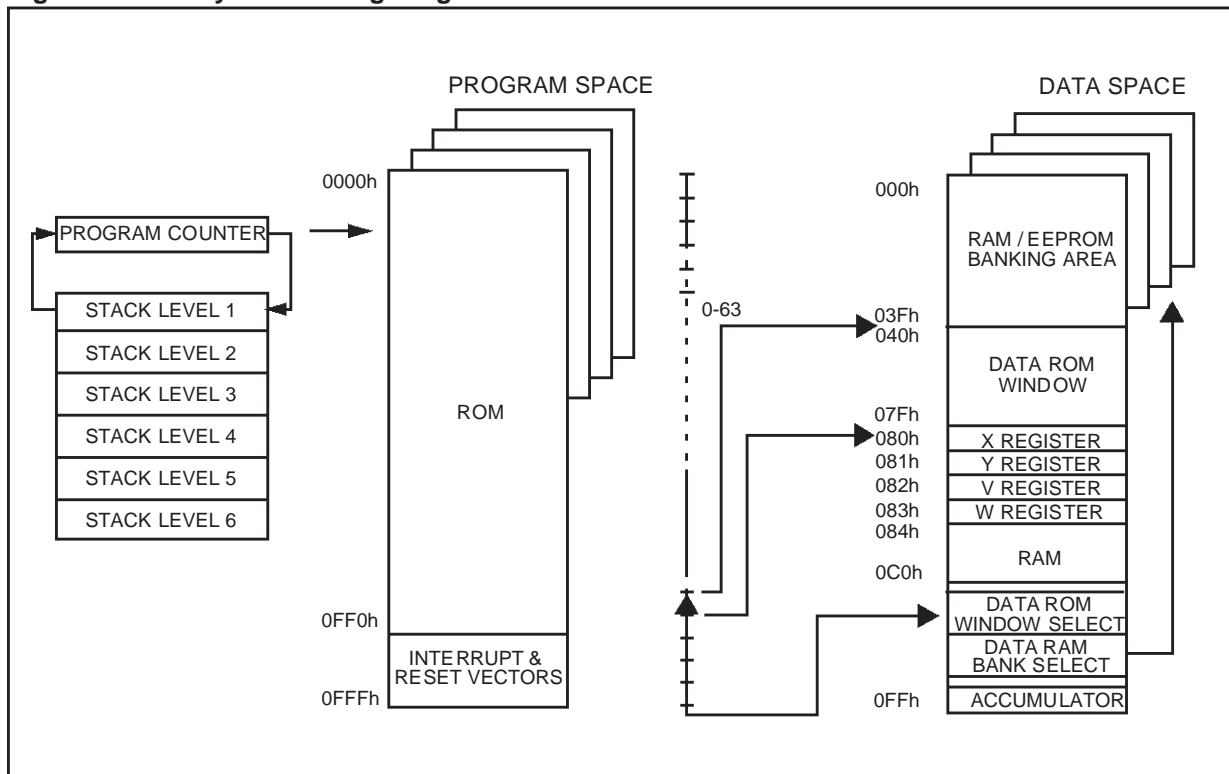 PROGRAM SPACE
DATA SPACE
0000h
PROGRAM COUNTER
STACK LEVEL 1
STACK LEVEL 2
STACK LEVEL 3
STACK LEVEL 4
STACK LEVEL 5
STACK LEVEL 6
ROM
0FF0h
INTERRUPT &
RESET VECTORS
0FFFh
0-63
000h
RAM / EEPROM
BANKING AREA
03Fh
040h
DATA ROM
WINDOW
07Fh
080h
X REGISTER
081h
Y REGISTER
082h
V REGISTER
083h
W REGISTER
084h
RAM
0C0h
DATA ROM
WINDOW SELECT
DATA RAM
BANK SELECT
0FFh
ACCUMULATOR